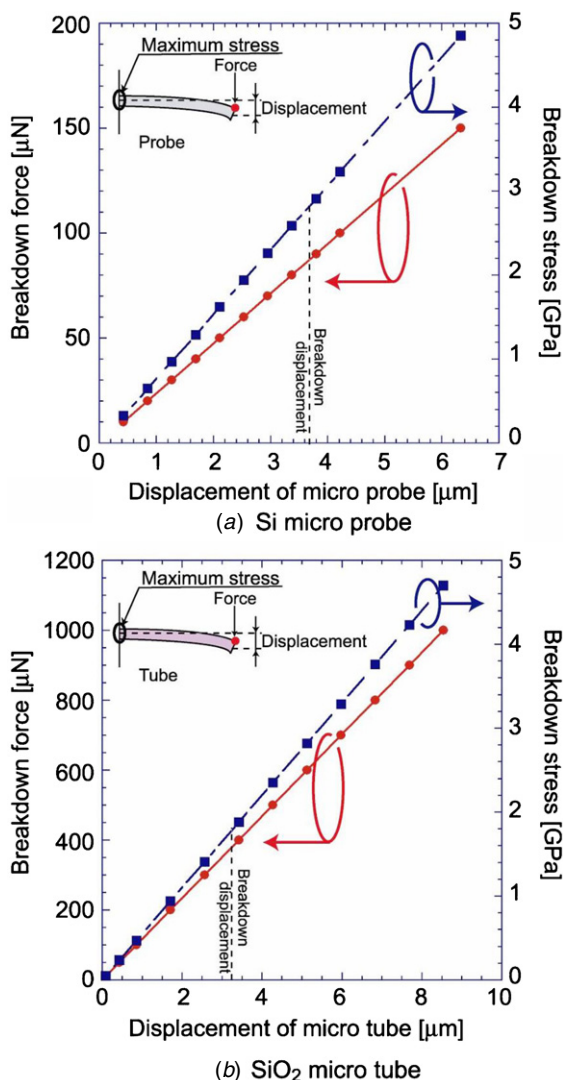 200
150
100
50
0
Breakdown force [μN]
Maximum stress
Force
Displacement
Probe
Breakdown
displacement
5
4
3
2
1
0
Breakdown stress [GPa]
0 1 2 3 4 5 6 7
Displacement of micro probe [μm]
(a) Si micro probe
1200
1000
800
600
400
200
0
Breakdown force [μN]
Maximum stress
Force
Displacement
Tube
Breakdown
displacement
5
4
3
2
1
0
Breakdown stress [GPa]
0 2 4 6 8 10
Displacement of micro tube [μm]
(b) SiO₂ micro tube